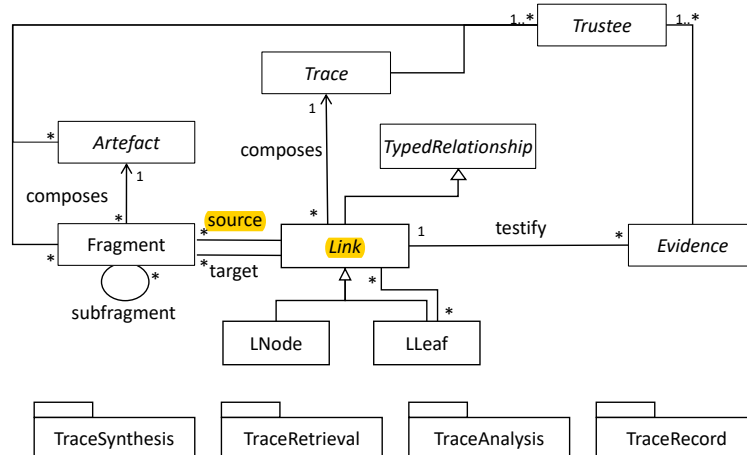 1..*
Trustee
1..*
Trace
1
*
Artefact
TypedRelationship
composes
1
composes
*
source
*
*
Fragment
*
Link
1
testify
*
Evidence
*
*
target
*
subfragment
*
*
LNode
LLeaf
TraceSynthesis
TraceRetrieval
TraceAnalysis
TraceRecord